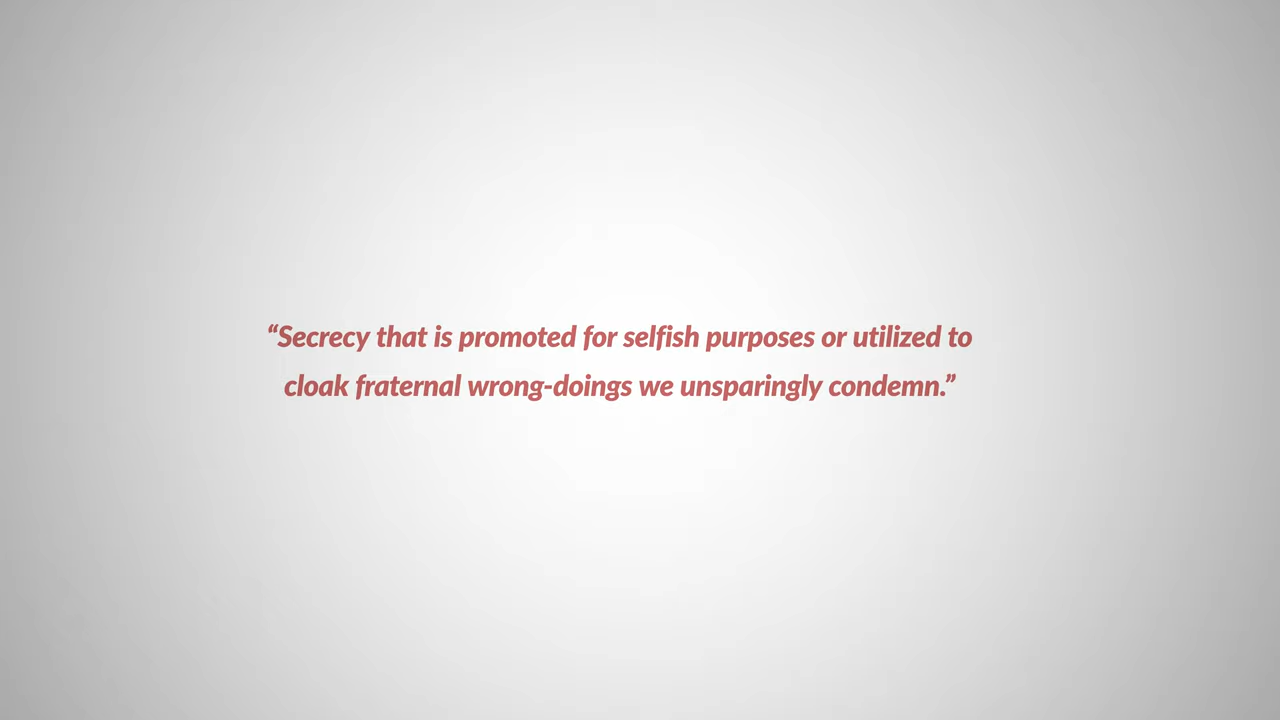 “Secrecy that is promoted for selfish purposes or utilized to
cloak fraternal wrong-doings we unsparingly condemn.”